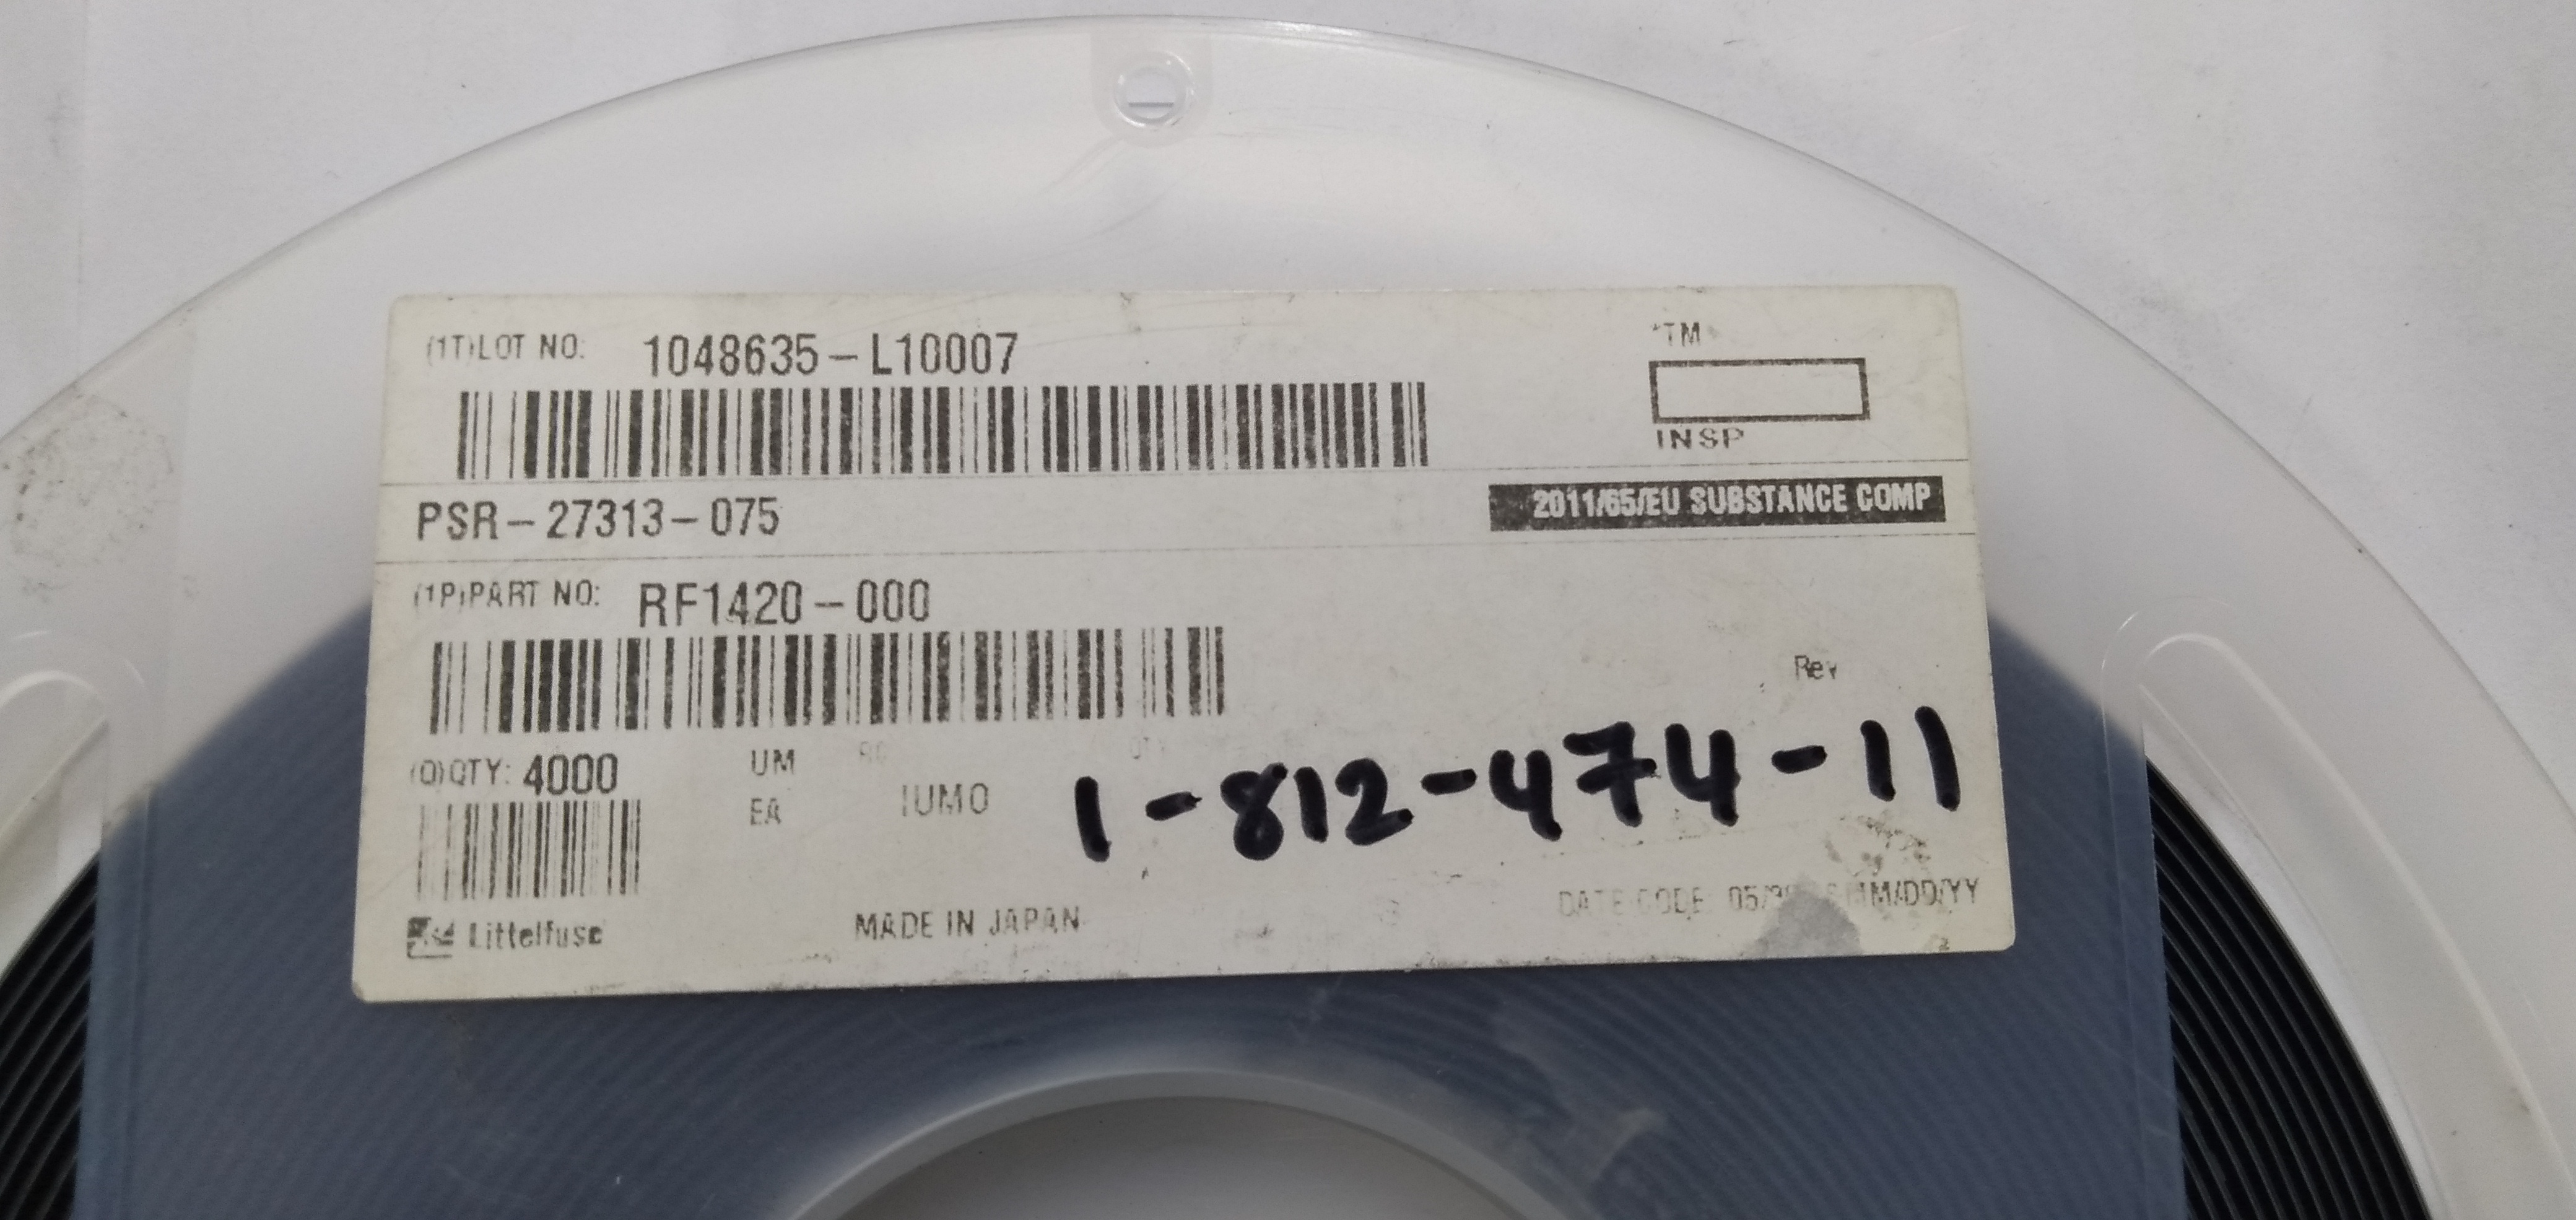 (1T)LOT NO: 1048635-L10007
*TM
INSP
PSR-27313-075
2011/65/EU SUBSTANCE COMP
(1P)PART NO: RF1420-000
Rev
(Q)QTY: 4000
UM
EA
IUMO
1-812-474-11
Littelfuse
MADE IN JAPAN
DATE CODE: MM/DD/YY